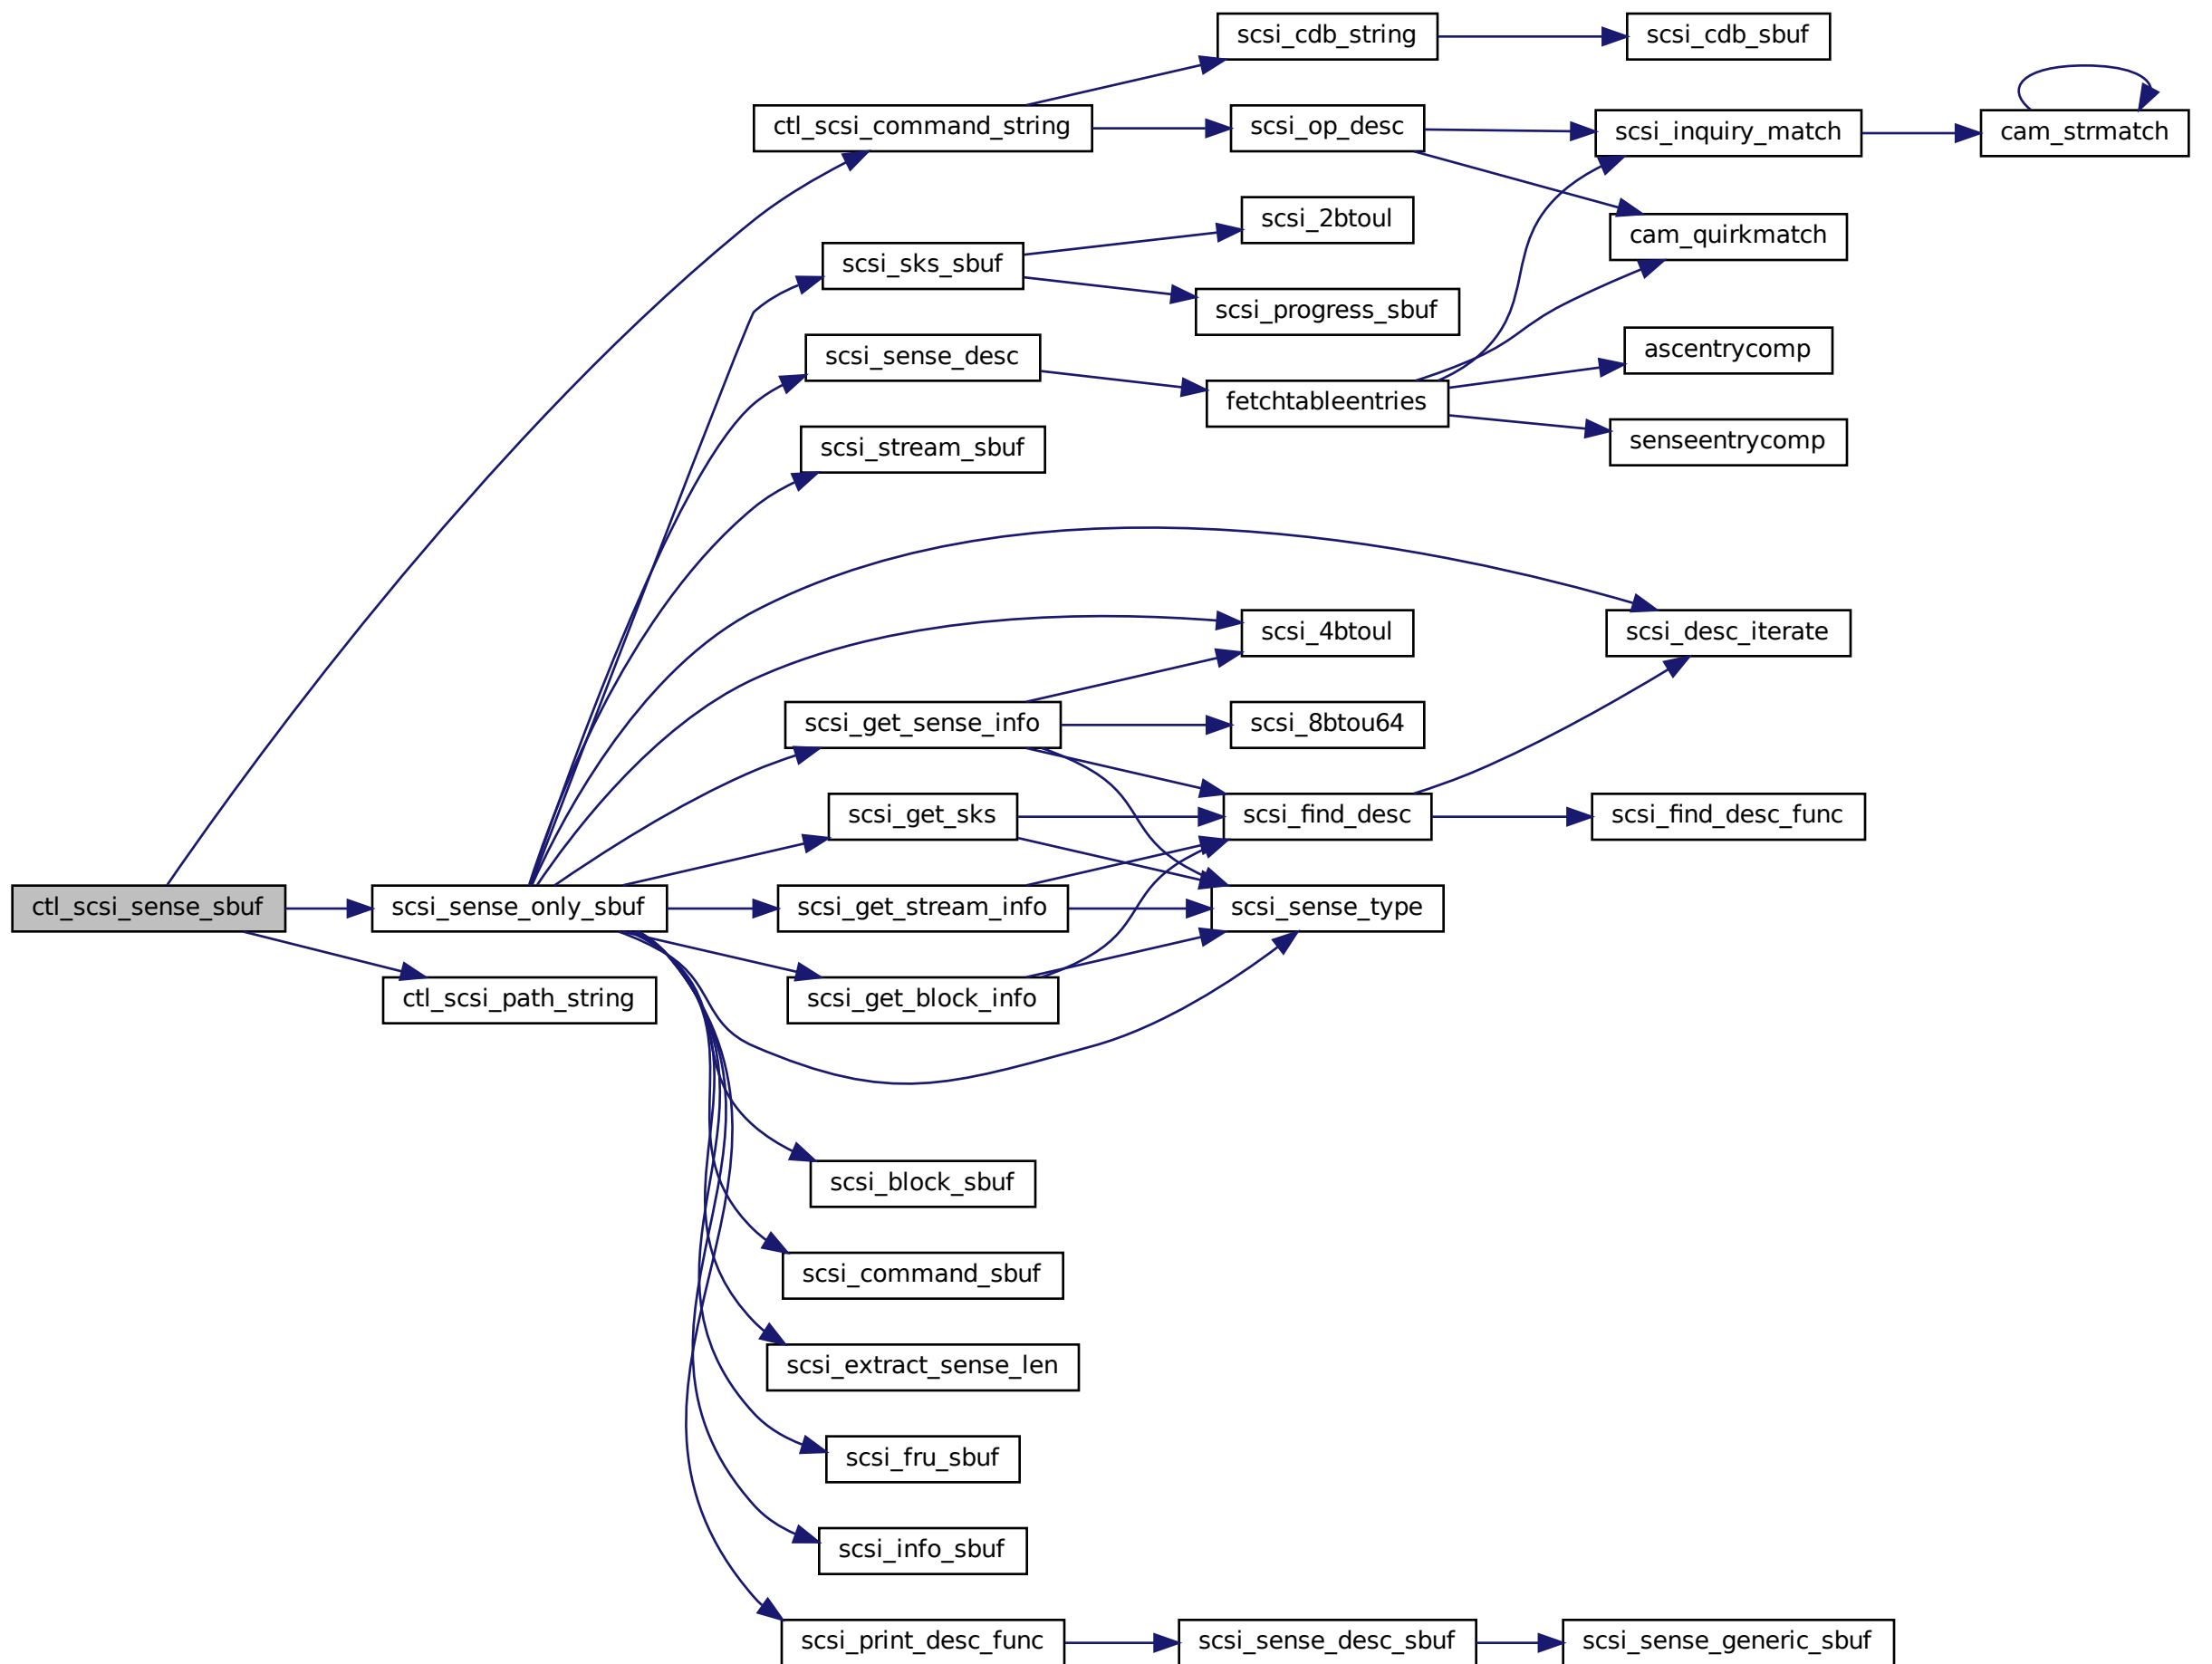 scsi_cdb_string
scsi_cdb_sbuf
ctl_scsi_command_string
scsi_op_desc
scsi_inquiry_match
cam_strmatch
scsi_2btoul
cam_quirkmatch
scsi_sks_sbuf
scsi_progress_sbuf
scsi_sense_desc
ascentrycomp
fetchtableentries
scsi_stream_sbuf
senseentrycomp
scsi_4btoul
scsi_desc_iterate
scsi_get_sense_info
scsi_8btou64
scsi_get_sks
scsi_find_desc
scsi_find_desc_func
ctl_scsi_sense_sbuf
scsi_sense_only_sbuf
scsi_get_stream_info
scsi_sense_type
ctl_scsi_path_string
scsi_get_block_info
scsi_block_sbuf
scsi_command_sbuf
scsi_extract_sense_len
scsi_fru_sbuf
scsi_info_sbuf
scsi_print_desc_func
scsi_sense_desc_sbuf
scsi_sense_generic_sbuf